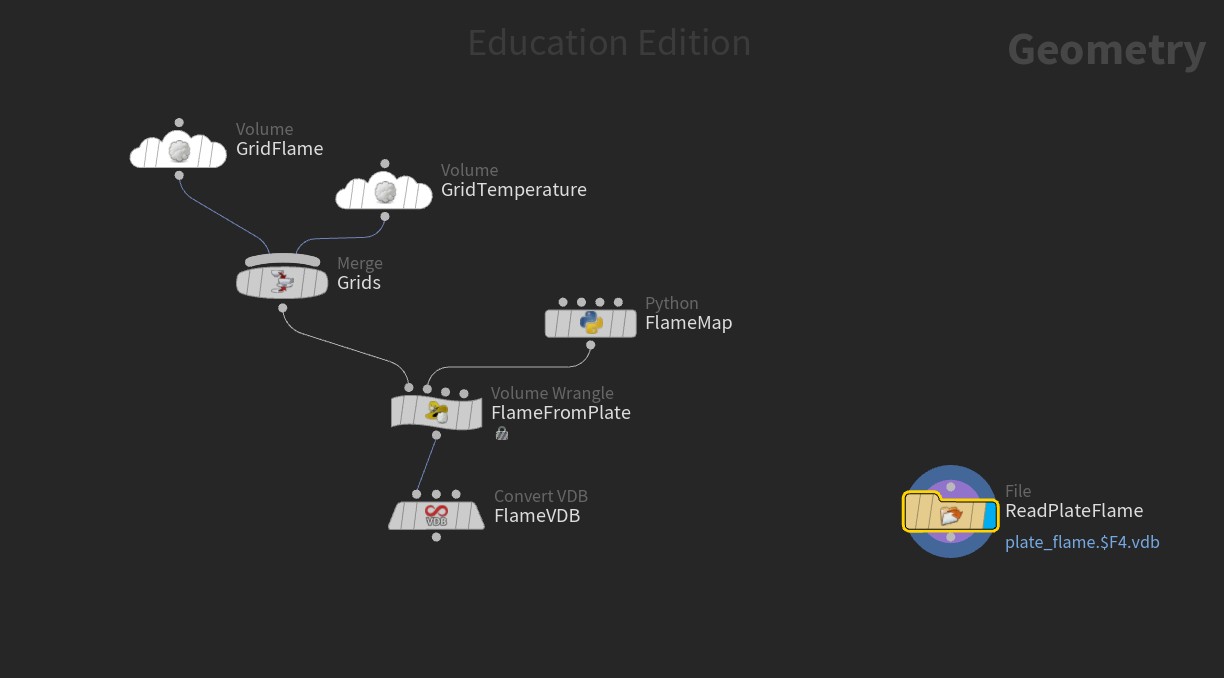 Education Edition
Geometry
Volume
GridFlame
Volume
GridTemperature
Merge
Grids
Python
FlameMap
Volume Wrangle
FlameFromPlate
Convert VDB
FlameVDB
VDB
File
ReadPlateFlame
plate_flame.$F4.vdb